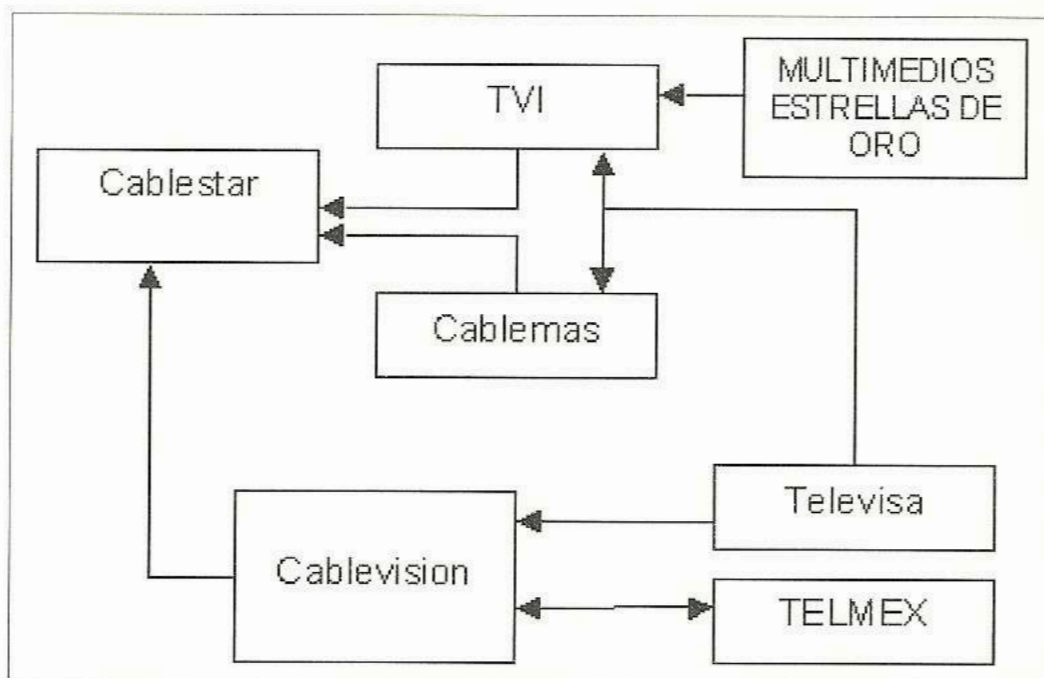 TVI
MULTIMEDIOS
ESTRELLAS DE
ORO
Cablestar
Cablemas
Televisa
Cablevision
TELMEX